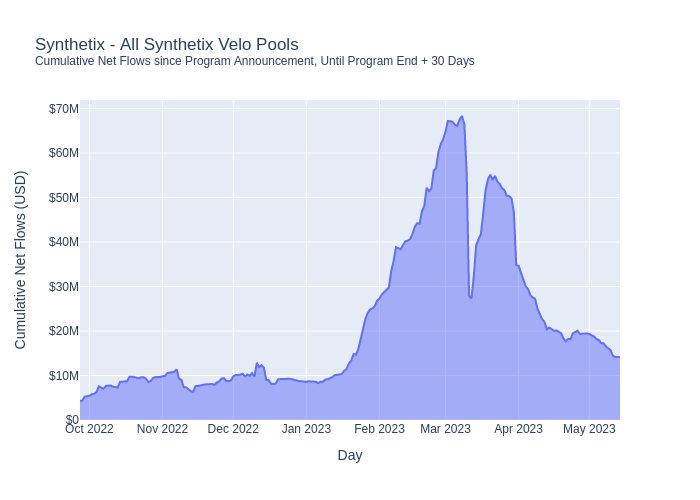 Synthetix - All Synthetix Velo Pools
Cumulative Net Flows since Program Announcement, Until Program End + 30 Days
Cumulative Net Flows (USD)
$70M
$60M
$50M
$40M
$30M
$20M
$10M
$0
Oct 2022 Nov 2022 Dec 2022 Jan 2023 Feb 2023 Mar 2023 Apr 2023 May 2023
Day